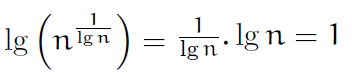 lg (n^{1/lg n}) = 1/lg n · lg n = 1